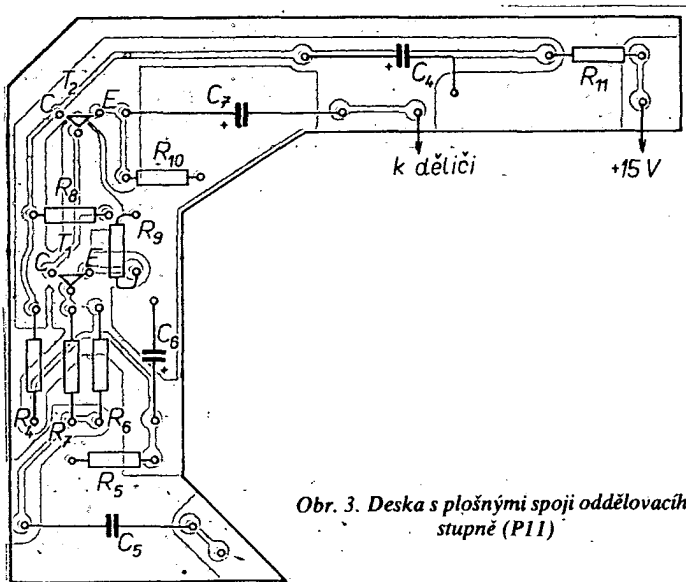 T2
C
E
C7
C4
R11
R10
k děliči
+15 V
R8
R9
T1
C
E
C6
R4
R7
R6
R5
C5
Obr. 3. Deska s plošnými spoji oddělovacíh
stupně (P11)